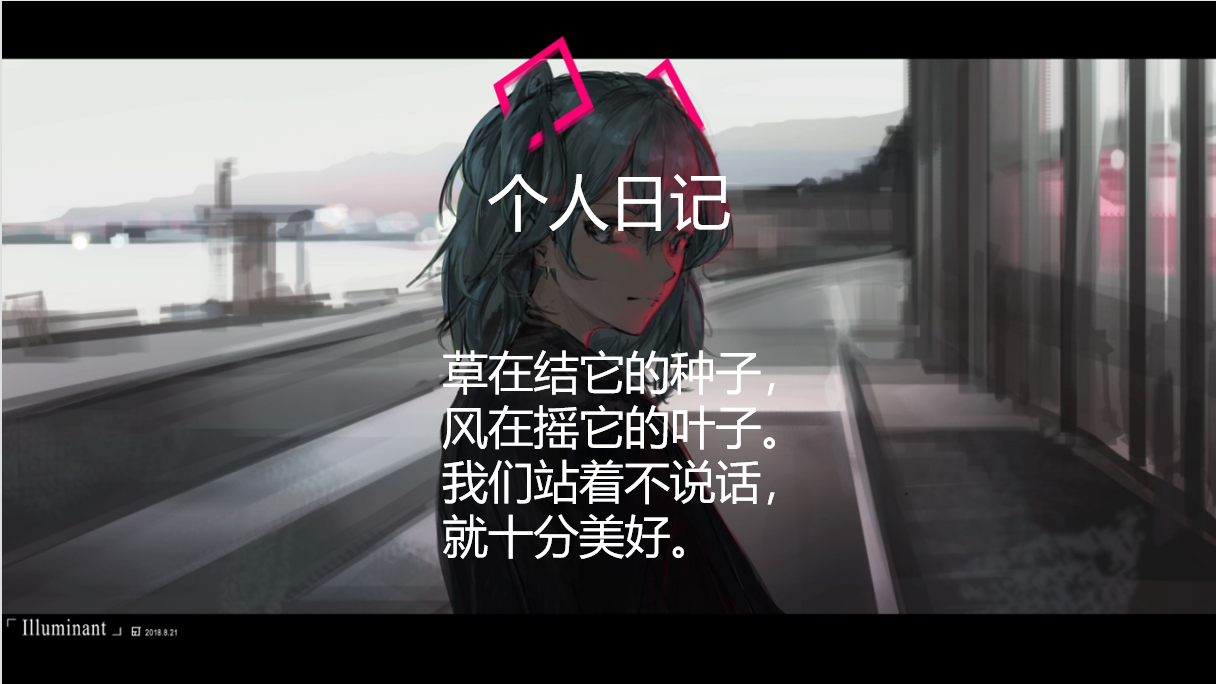 个人日记
草在结它的种子，
风在摇它的叶子。
我们站着不说话，
就十分美好。
「Illuminant」 2018.8.21